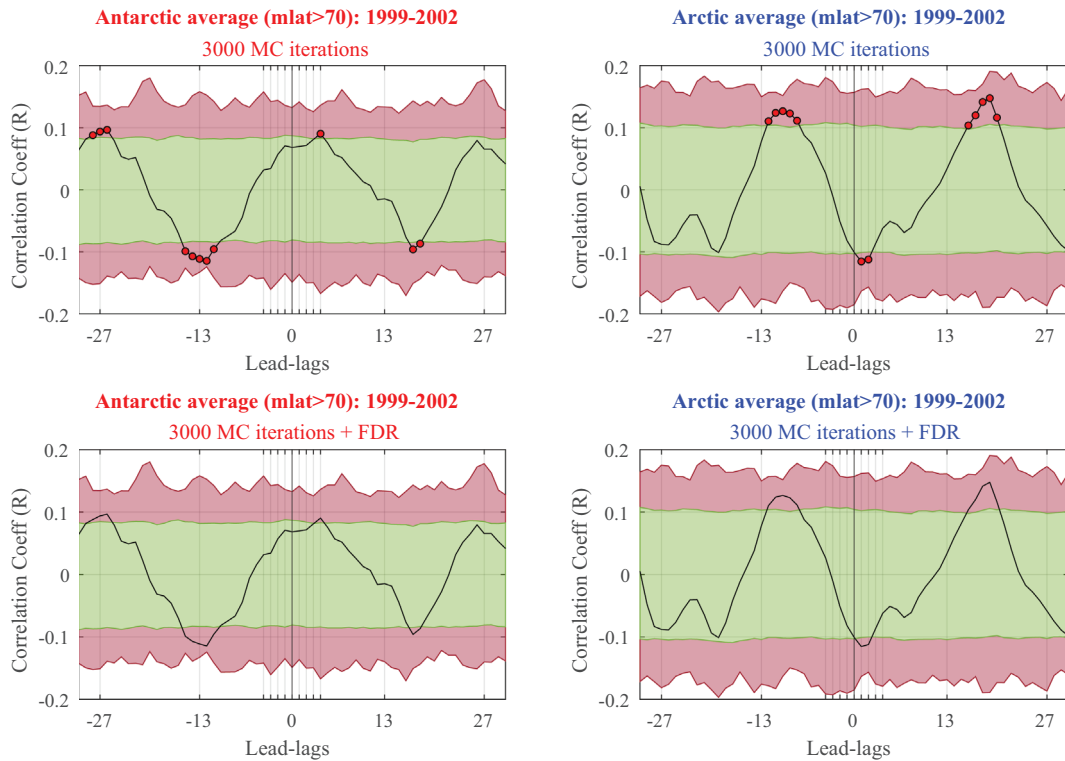 Antarctic average (mlat>70): 1999-2002
3000 MC iterations
Correlation Coeff (R)
0.2
0.1
0
-0.1
-0.2
-27
-13
0
13
27
Lead-lags
Arctic average (mlat>70): 1999-2002
3000 MC iterations
Correlation Coeff (R)
0.2
0.1
0
-0.1
-0.2
-27
-13
0
13
27
Lead-lags
Antarctic average (mlat>70): 1999-2002
3000 MC iterations + FDR
Correlation Coeff (R)
0.2
0.1
0
-0.1
-0.2
-27
-13
0
13
27
Lead-lags
Arctic average (mlat>70): 1999-2002
3000 MC iterations + FDR
Correlation Coeff (R)
0.2
0.1
0
-0.1
-0.2
-27
-13
0
13
27
Lead-lags